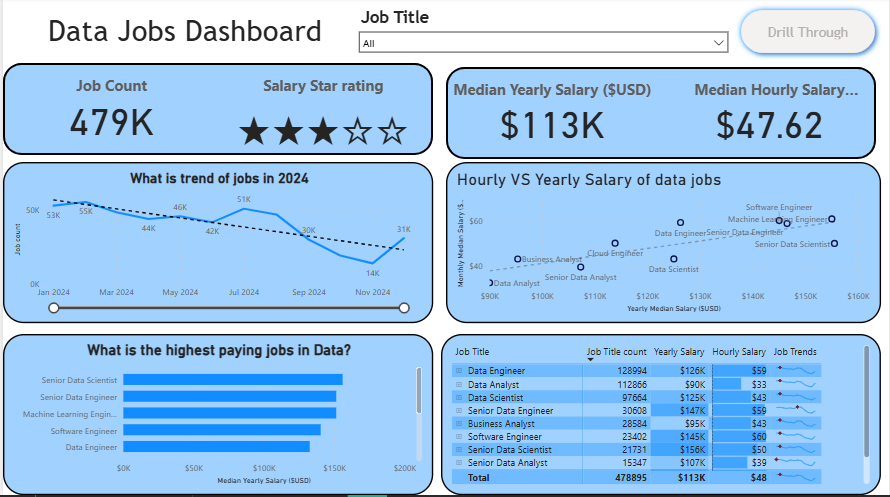 Data Jobs Dashboard
Job Title
All
Drill Through
Job Count
479K
Salary Star rating
Median Yearly Salary ($USD)
$113K
Median Hourly Salary...
$47.62
What is trend of jobs in 2024
Job count
50K
0K
53K
55K
44K
46K
42K
51K
30K
14K
31K
Jan 2024 Mar 2024 May 2024 Jul 2024 Sep 2024 Nov 2024
Hourly VS Yearly Salary of data jobs
Monthly Median Salary ($...
$60
$40
Software Engineer
Machine Learning Engineer
Data Engineer
Senior Data Engineer
Senior Data Scientist
Cloud Engineer
Business Analyst
Data Scientist
Senior Data Analyst
Data Analyst
$90K $100K $110K $120K $130K $140K $150K $160K
Yearly Median Salary ($USD)
What is the highest paying jobs in Data?
Senior Data Scientist
Senior Data Engineer
Machine Learning Engin...
Software Engineer
Data Engineer
$0K $50K $100K $150K $200K
Median Yearly Salary ($USD)
Job Title Job Title count Yearly Salary Hourly Salary Job Trends
Data Engineer 128994 $126K $59
Data Analyst 112866 $90K $33
Data Scientist 97664 $125K $43
Senior Data Engineer 30608 $147K $59
Business Analyst 28584 $95K $43
Software Engineer 23402 $145K $60
Senior Data Scientist 21731 $156K $50
Senior Data Analyst 15347 $107K $39
Total 478895 $113K $48